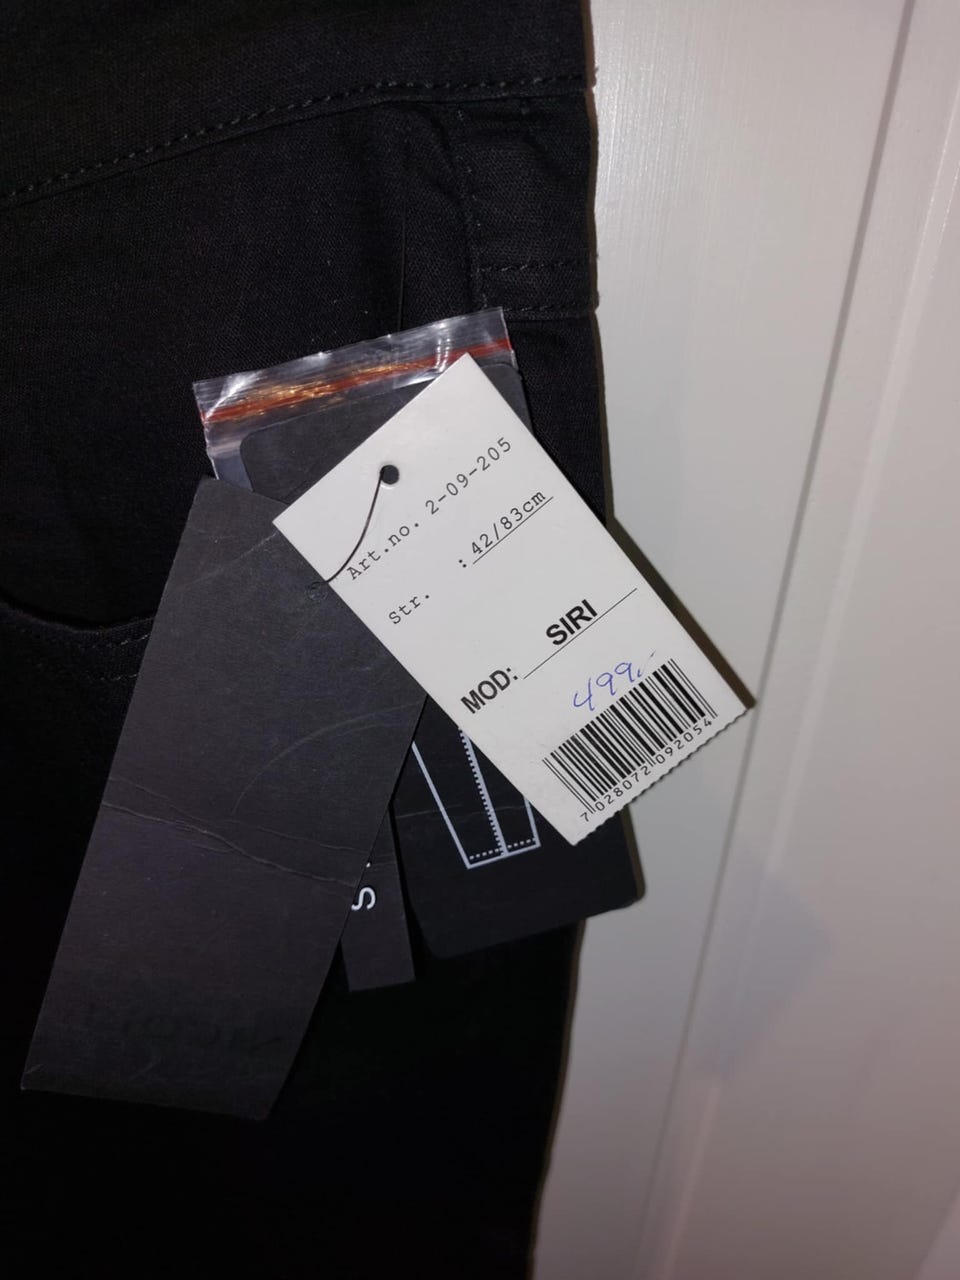 Art.no. 2-09-205
Str. : 42/83cm
MOD: SIRI
499,-
7 028072 092054
S